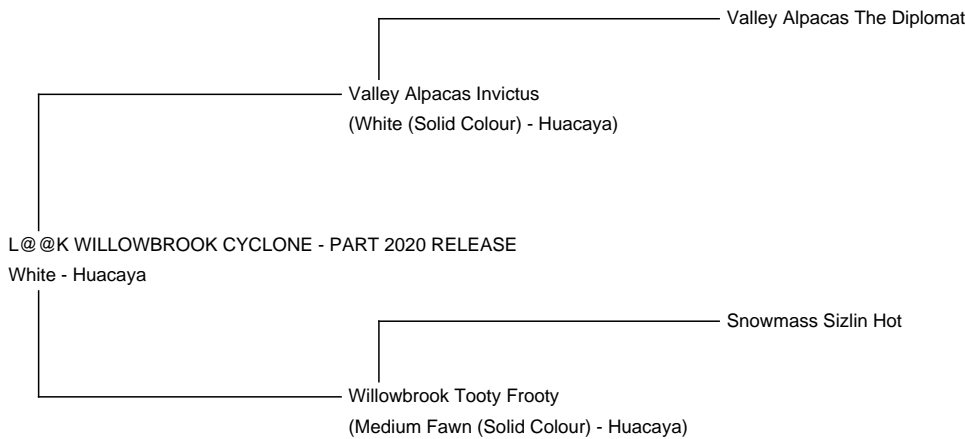 Valley Alpacas The Diplomat
Valley Alpacas Invictus
(White (Solid Colour) - Huacaya)
L@@K WILLOWBROOK CYCLONE - PART 2020 RELEASE
White - Huacaya
Snowmass Sizlin Hot
Willowbrook Tooty Frooty
(Medium Fawn (Solid Colour) - Huacaya)